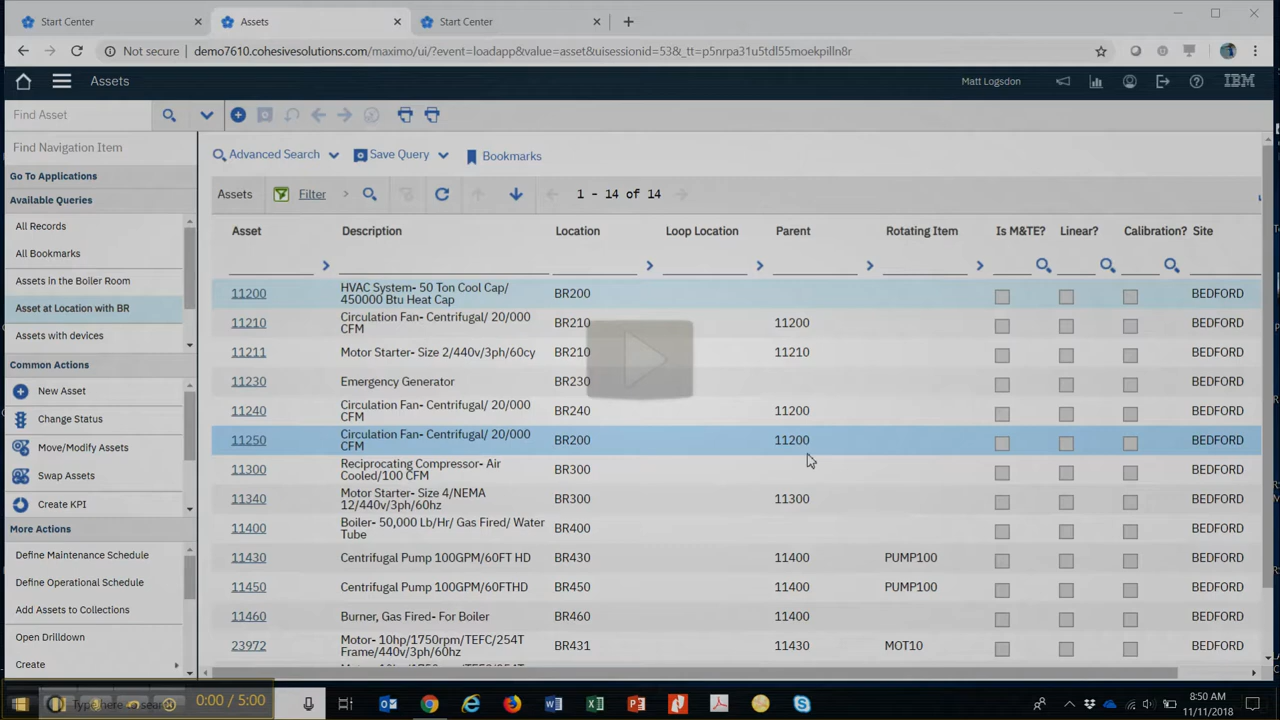 Start Center
Assets
Start Center
Not secure
demo7610.cohesivesolutions.com/maximo/ui/?event=loadapp&value=asset&uisessionid=53&_tt=p5nrpa31u5tdl55moekpilln8r
Assets
Matt Logsdon
IBM
Find Asset
Find Navigation Item
Go To Applications
Available Queries
All Records
All Bookmarks
Assets in the Boiler Room
Asset at Location with BR
Assets with devices
Common Actions
New Asset
Change Status
Move/Modify Assets
Swap Assets
Create KPI
More Actions
Define Maintenance Schedule
Define Operational Schedule
Add Assets to Collections
Open Drilldown
Create
Advanced Search
Save Query
Bookmarks
Assets
Filter
1 - 14 of 14
Asset Description Location Loop Location Parent Rotating Item Is M&TE? Linear? Calibration? Site
11200 HVAC System- 50 Ton Cool Cap/ BR200 BEDFORD
450000 Btu Heat Cap
11210 Circulation Fan- Centrifugal/ 20/000 BR210 11200 BEDFORD
CFM
11211 Motor Starter- Size 2/440v/3ph/60cy BR210 11210 BEDFORD
11230 Emergency Generator BR230 BEDFORD
11240 Circulation Fan- Centrifugal/ 20/000 BR240 11200 BEDFORD
CFM
11250 Circulation Fan- Centrifugal/ 20/000 BR200 11200 BEDFORD
CFM
11300 Reciprocating Compressor- Air BR300 BEDFORD
Cooled/100 CFM
11340 Motor Starter- Size 4/NEMA BR300 11300 BEDFORD
12/440v/3ph/60hz
11400 Boiler- 50,000 Lb/Hr/ Gas Fired/ Water BR400 BEDFORD
Tube
11430 Centrifugal Pump 100GPM/60FT HD BR430 11400 PUMP100 BEDFORD
11450 Centrifugal Pump 100GPM/60FTHD BR450 11400 PUMP100 BEDFORD
11460 Burner, Gas Fired- For Boiler BR460 11400 BEDFORD
23972 Motor- 10hp/1750rpm/TEFC/254T BR431 11430 MOT10 BEDFORD
Frame/440v/3ph/60hz
Type here to search
0:00 / 5:00
8:50 AM
11/11/2018